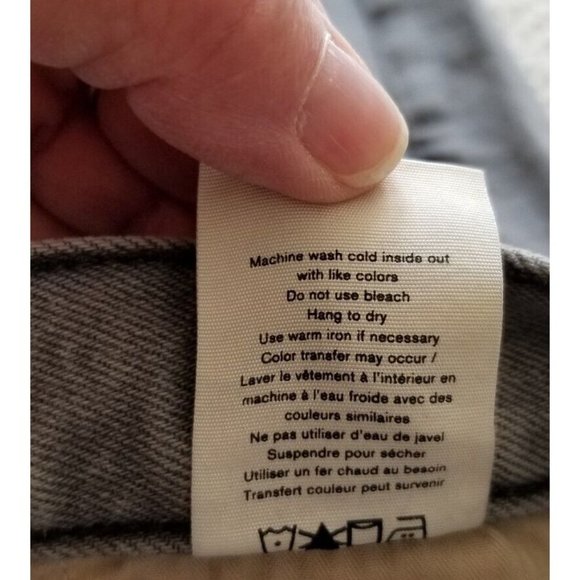 Machine wash cold inside out
with like colors
Do not use bleach
Hang to dry
Use warm iron if necessary
Color transfer may occur /
Laver le vêtement à l'intérieur en
machine à l'eau froide avec des
couleurs similaires
Ne pas utiliser d'eau de javel
Suspendre pour sécher
Utiliser un fer chaud au besoin
Transfert couleur peut survenir